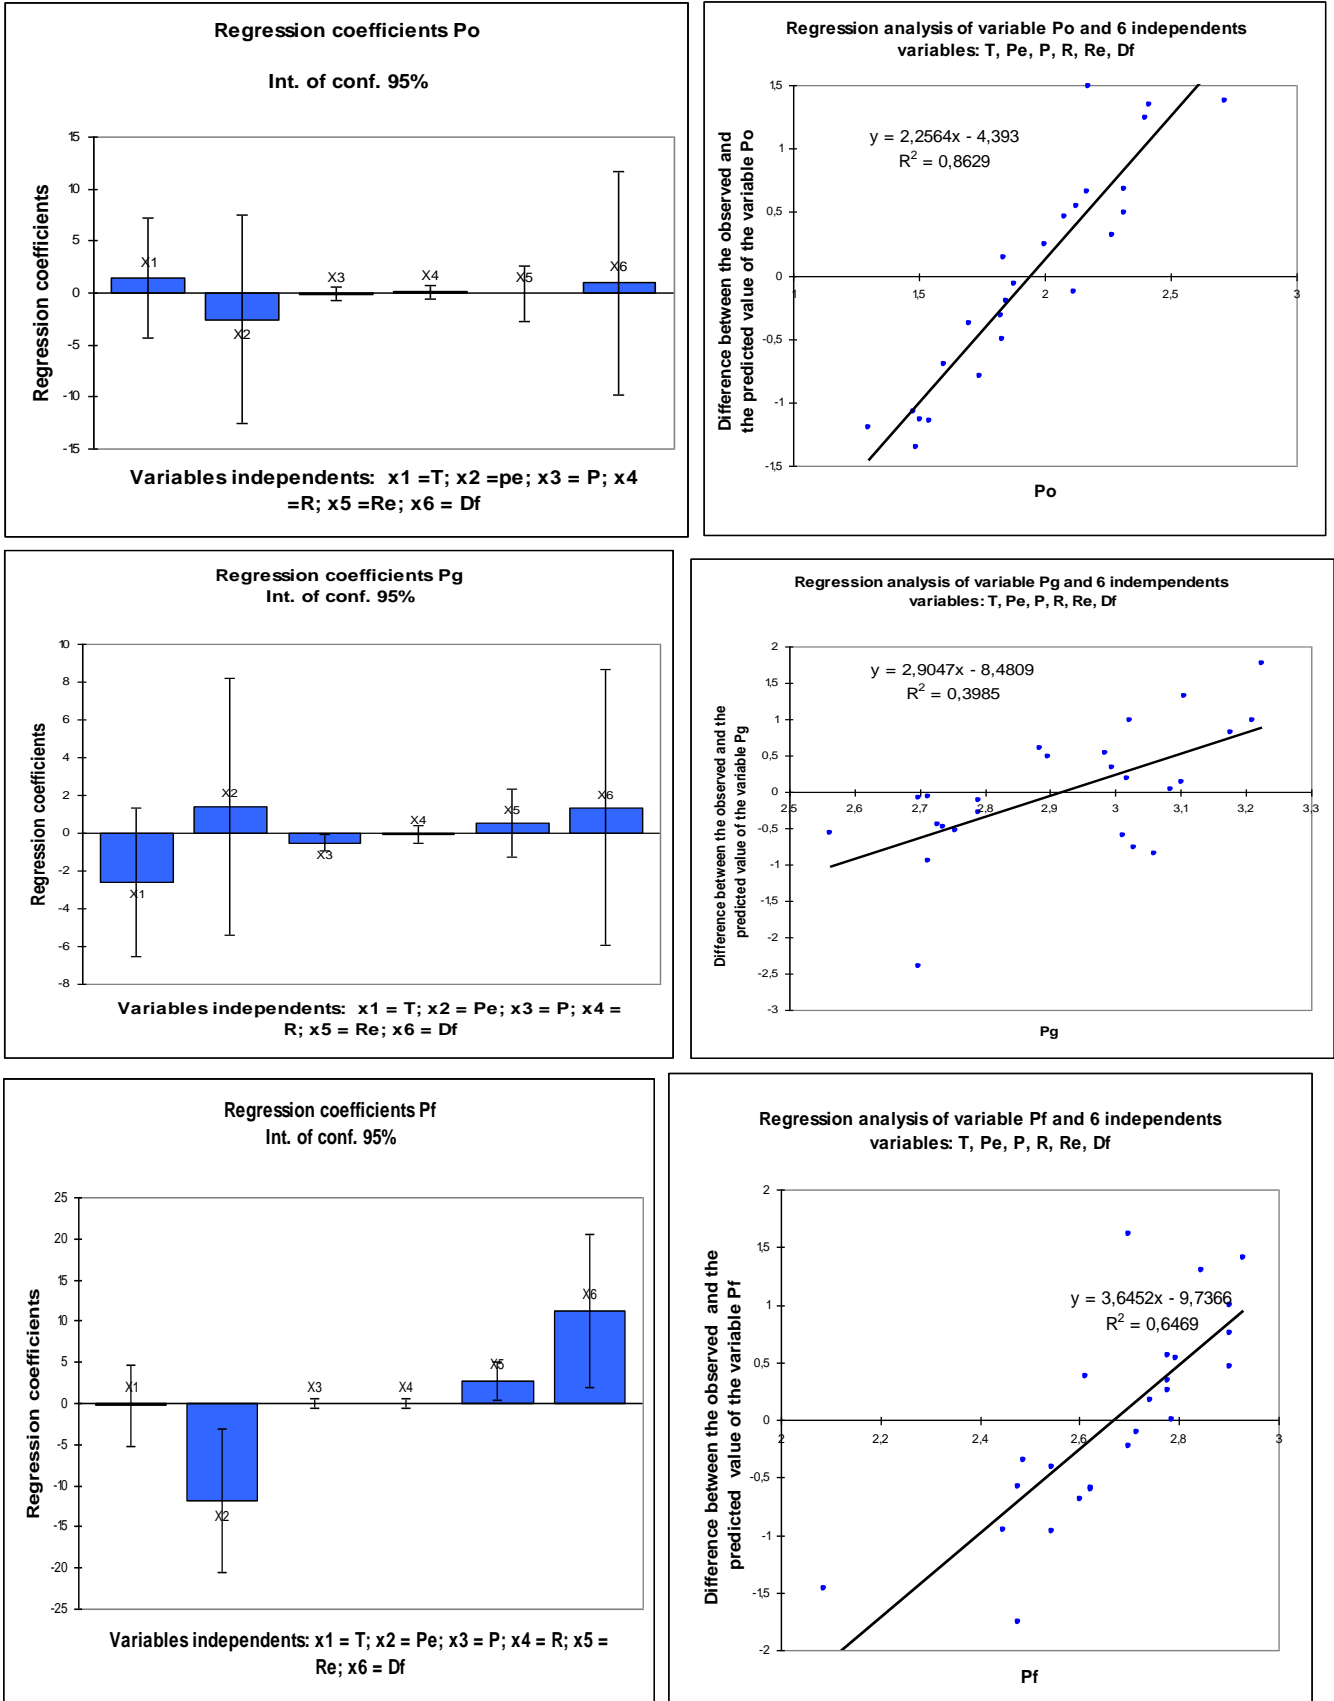 Regression coefficients Po
Int. of conf. 95%
Regression coefficients
15
10
5
0
-5
-10
-15
X1
X2
X3
X4
X5
X6
Variables independents: x1 =T; x2 =pe; x3 = P; x4
=R; x5 =Re; x6 = Df
Regression analysis of variable Po and 6 independents
variables: T, Pe, P, R, Re, Df
Difference between the observed and
the predicted value of the variable Po
1,5
1
0,5
0
-0,5
-1
-1,5
y = 2,2564x - 4,393
R² = 0,8629
1
1,5
2
2,5
3
Po
Regression coefficients Pg
Int. of conf. 95%
Regression coefficients
10
8
6
4
2
0
-2
-4
-6
-8
X1
X2
X3
X4
X5
X6
Variables independents: x1 = T; x2 = Pe; x3 = P; x4 =
R; x5 = Re; x6 = Df
Regression analysis of variable Pg and 6 indempendents
variables: T, Pe, P, R, Re, Df
Difference between the observed and the
predicted value of the variable Pg
2
1,5
1
0,5
0
-0,5
-1
-1,5
-2
-2,5
-3
y = 2,9047x - 8,4809
R² = 0,3985
2,5
2,6
2,7
2,8
2,9
3
3,1
3,2
3,3
Pg
Regression coefficients Pf
Int. of conf. 95%
Regression coefficients
25
20
15
10
5
0
-5
-10
-15
-20
-25
X1
X2
X3
X4
X5
X6
Variables independents: x1 = T; x2 = Pe; x3 = P; x4 = R; x5 =
Re; x6 = Df
Regression analysis of variable Pf and 6 independents
variables: T, Pe, P, R, Re, Df
Difference between the observed and the
predicted value of the variable Pf
2
1,5
1
0,5
0
-0,5
-1
-1,5
-2
y = 3,6452x - 9,7366
R² = 0,6469
2
2,2
2,4
2,6
2,8
3
Pf